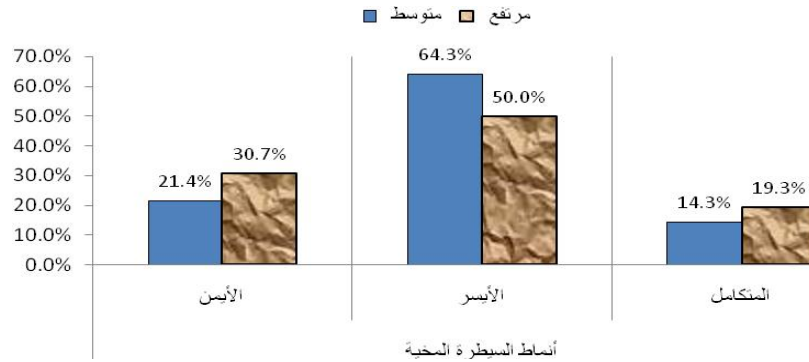 متوسط مرتفع
70.0%
60.0%
50.0%
40.0%
30.0%
20.0%
10.0%
0.0%
21.4%
30.7%
64.3%
50.0%
14.3%
19.3%
الأيمن
الأيسر
المتكامل
أنماط السيطرة المخية